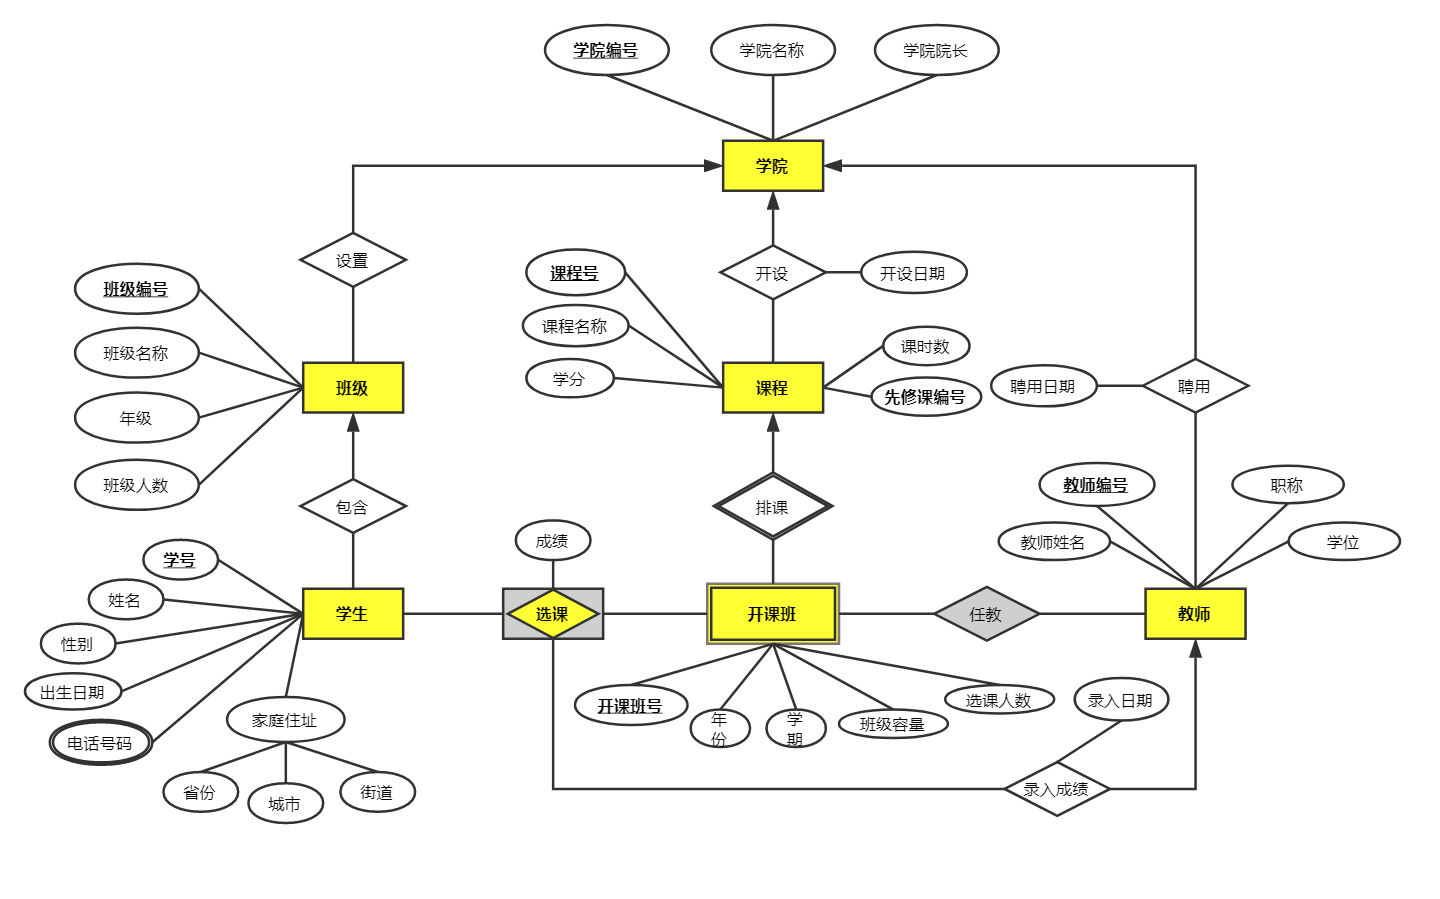 学院编号
学院名称
学院院长
学院
设置
开设
开设日期
班级编号
课程号
班级名称
课程名称
课时数
年级
班级
学分
课程
先修课编号
聘用日期
聘用
班级人数
包含
排课
教师编号
职称
学号
成绩
教师姓名
学位
姓名
学生
选课
开课班
任教
教师
性别
出生日期
家庭住址
开课班号
年
份
学
期
班级容量
选课人数
录入日期
电话号码
省份
城市
街道
录入成绩